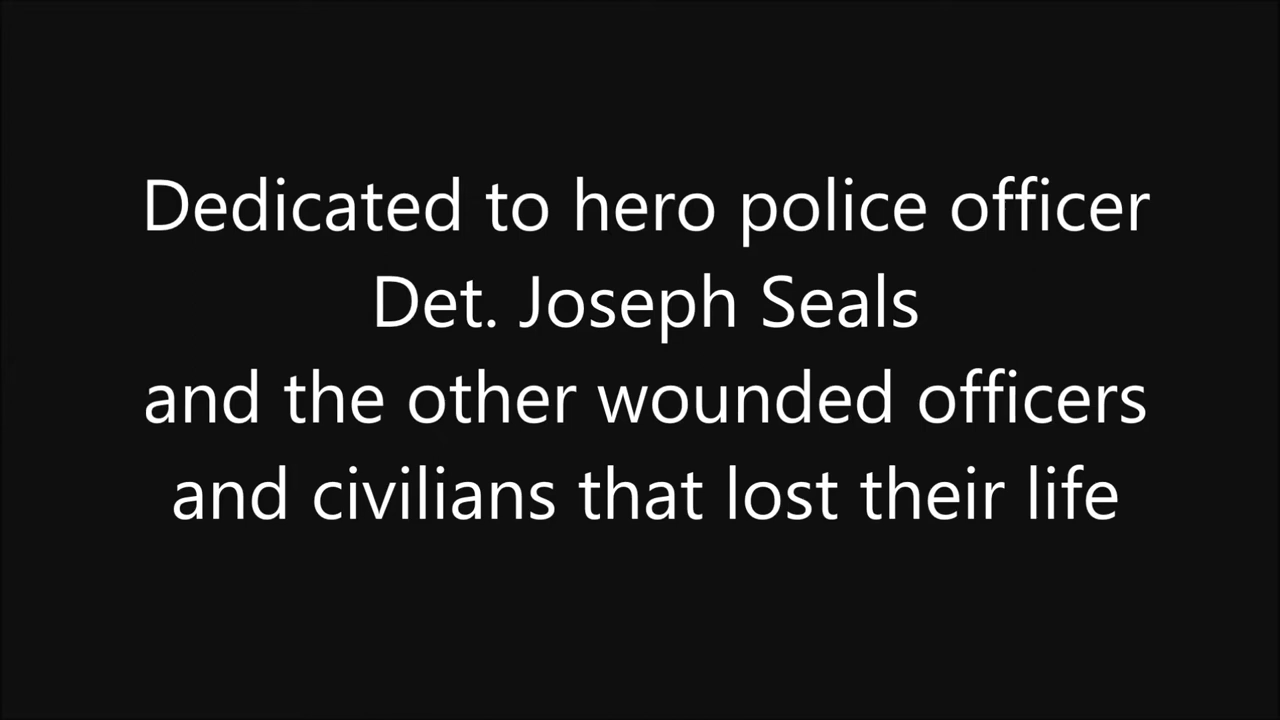 Dedicated to hero police officer
Det. Joseph Seals
and the other wounded officers
and civilians that lost their life